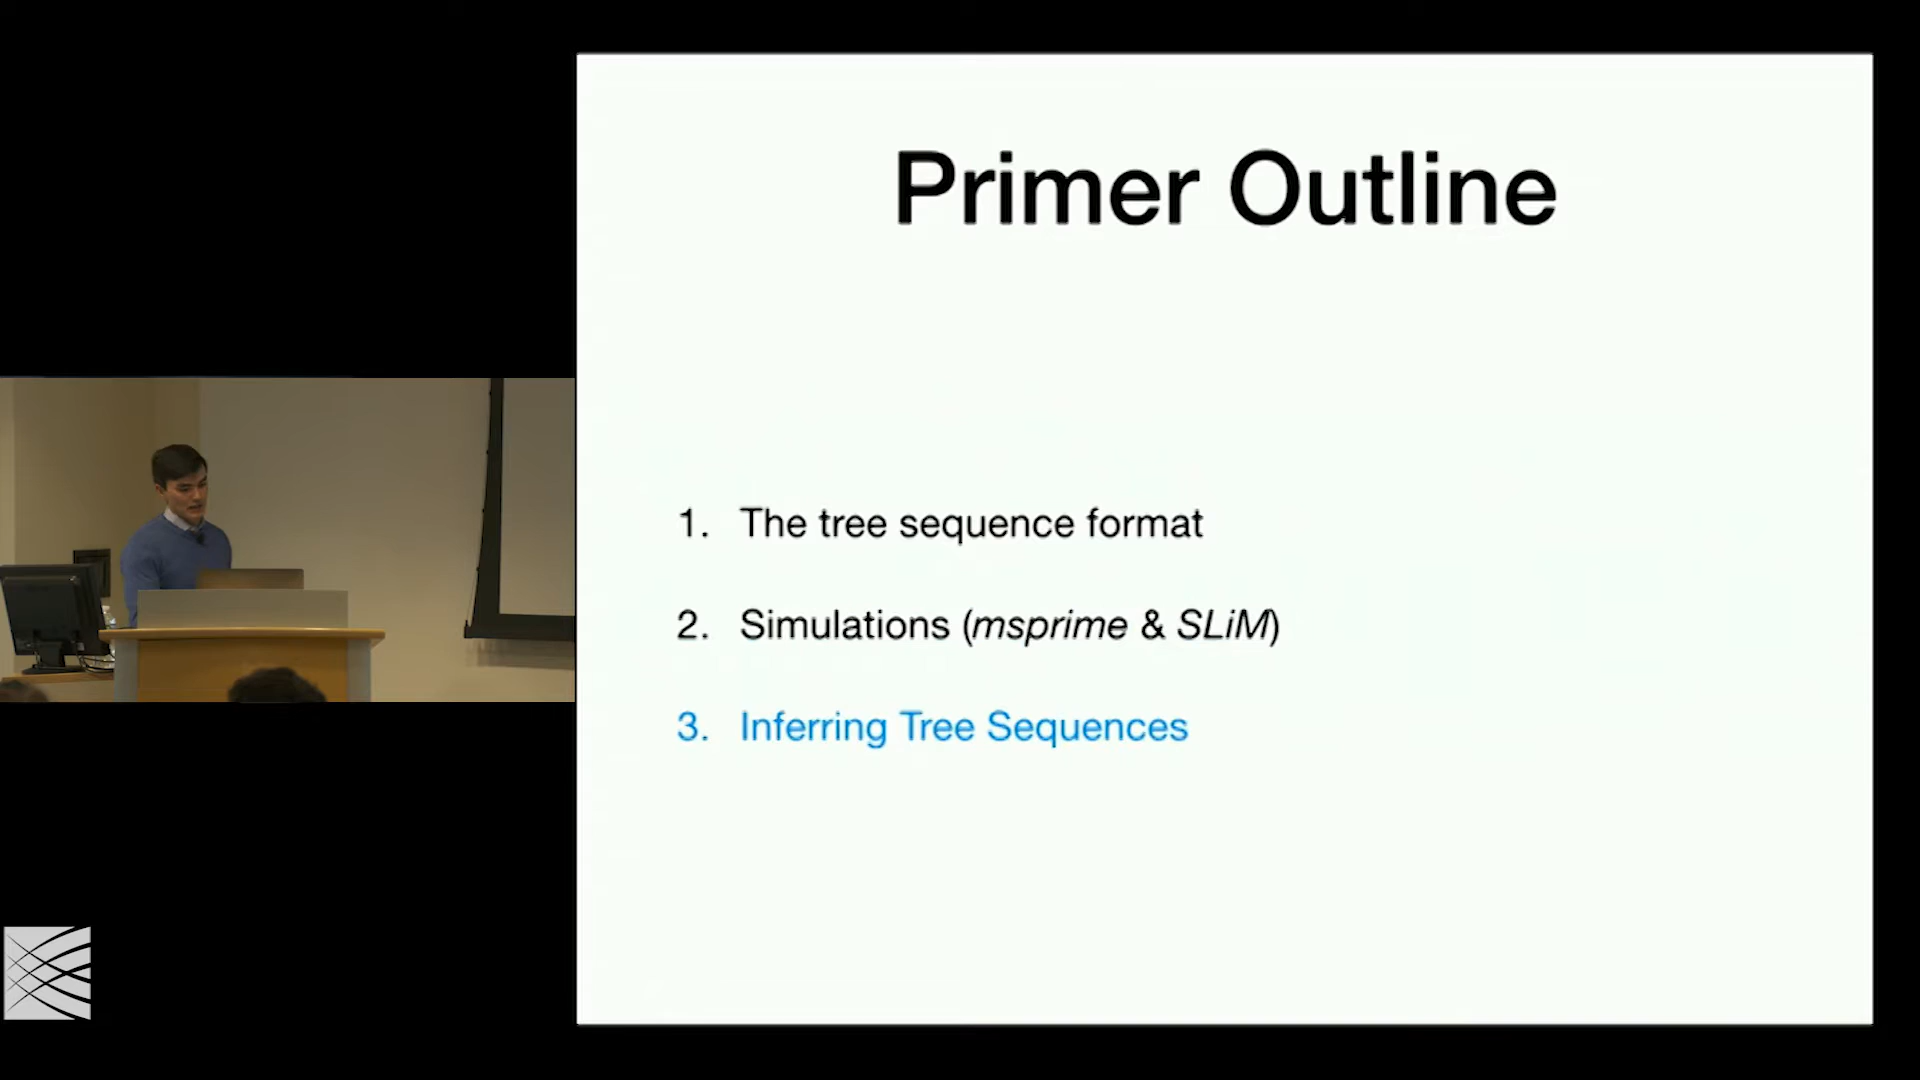 Primer Outline
1. The tree sequence format
2. Simulations (msprime & SLiM)
3. Inferring Tree Sequences